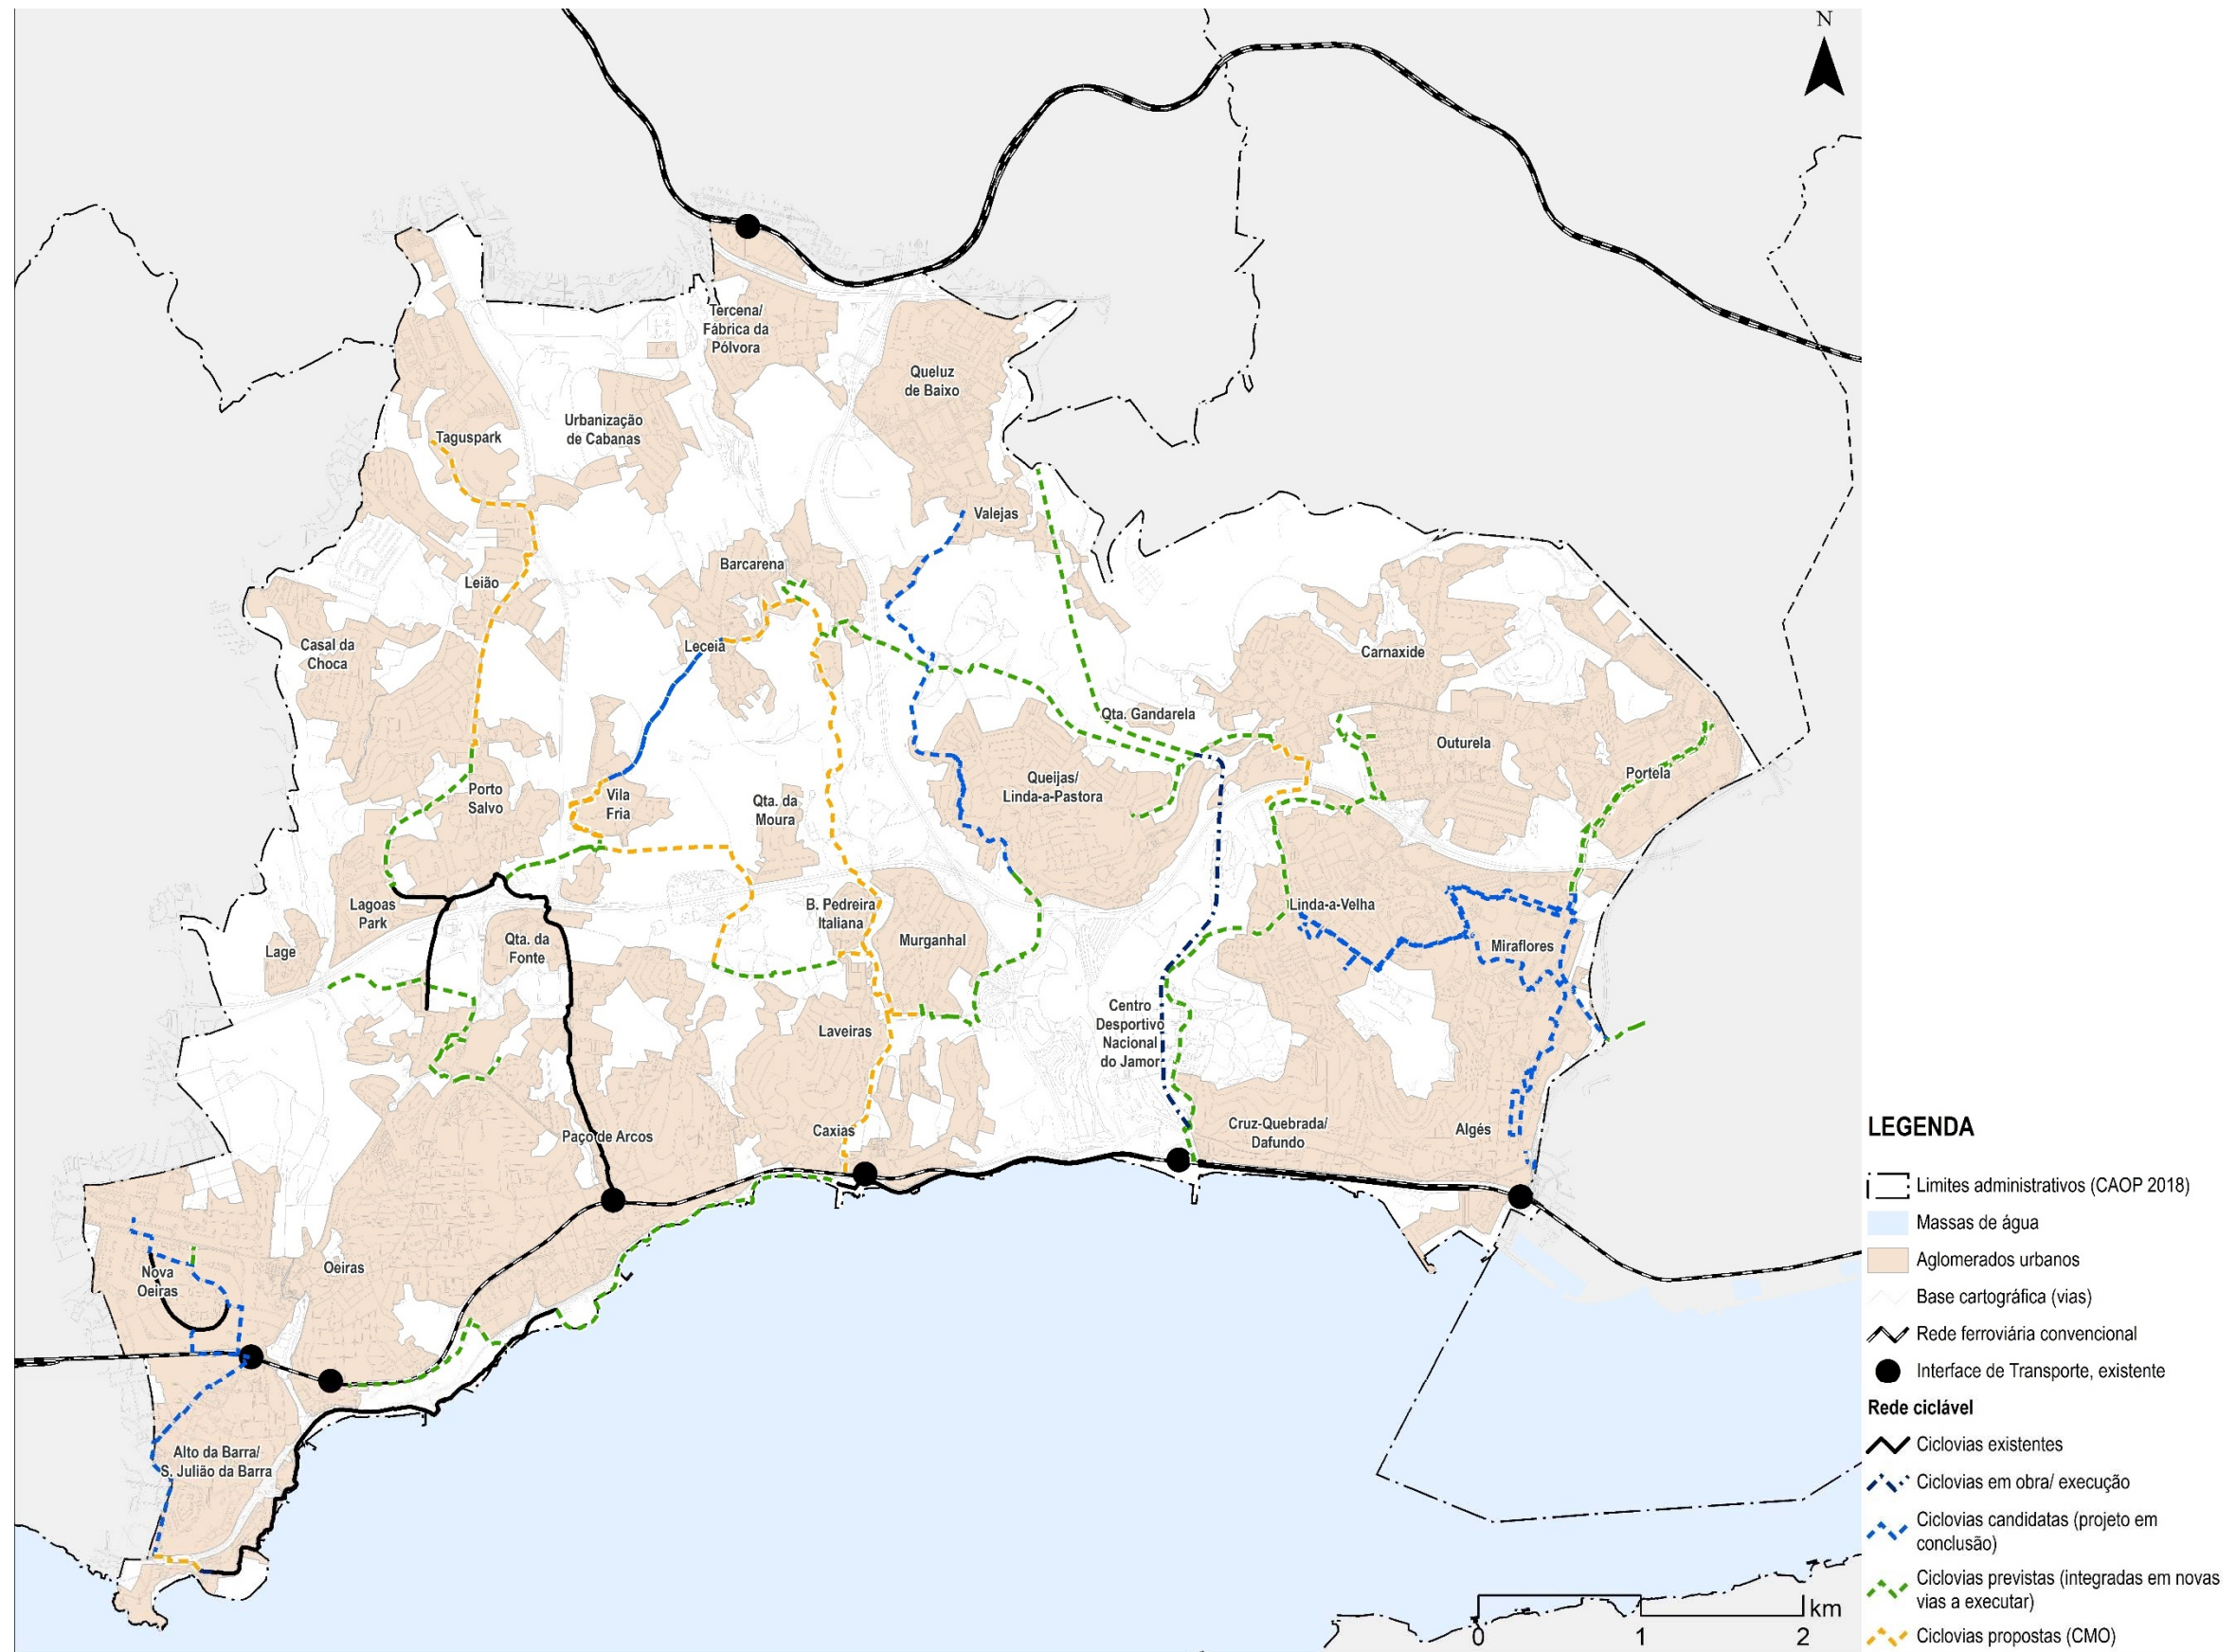 N
Tercena/
Fábrica da
Pólvora
Queluz
de Baixo
Urbanização
de Cabanas
Taguspark
Valejas
Barcarena
Leião
Casal da
Choca
Leceia
Carnaxide
Qta. Gandarela
Outurela
Portela
Queijas/
Linda-a-Pastora
Porto
Salvo
Vila
Fria
Qta. da
Moura
Lagoas
Park
B. Pedreira
Italiana
Linda-a-Velha
Murganhal
Miraflores
Lage
Qta. da
Fonte
Centro
Desportivo
Nacional
do Jamor
Laveiras
Caxias
Cruz-Quebrada/
Dafundo
Algés
Paço de Arcos
Oeiras
Nova
Oeiras
Alto da Barra/
S. Julião da Barra
LEGENDA
Limites administrativos (CAOP 2018)
Massas de água
Aglomerados urbanos
Base cartográfica (vias)
Rede ferroviária convencional
Interface de Transporte, existente
Rede ciclável
Ciclovias existentes
Ciclovias em obra/ execução
Ciclovias candidatas (projeto em
conclusão)
Ciclovias previstas (integradas em novas
vias a executar)
Ciclovias propostas (CMO)
km
0 1 2